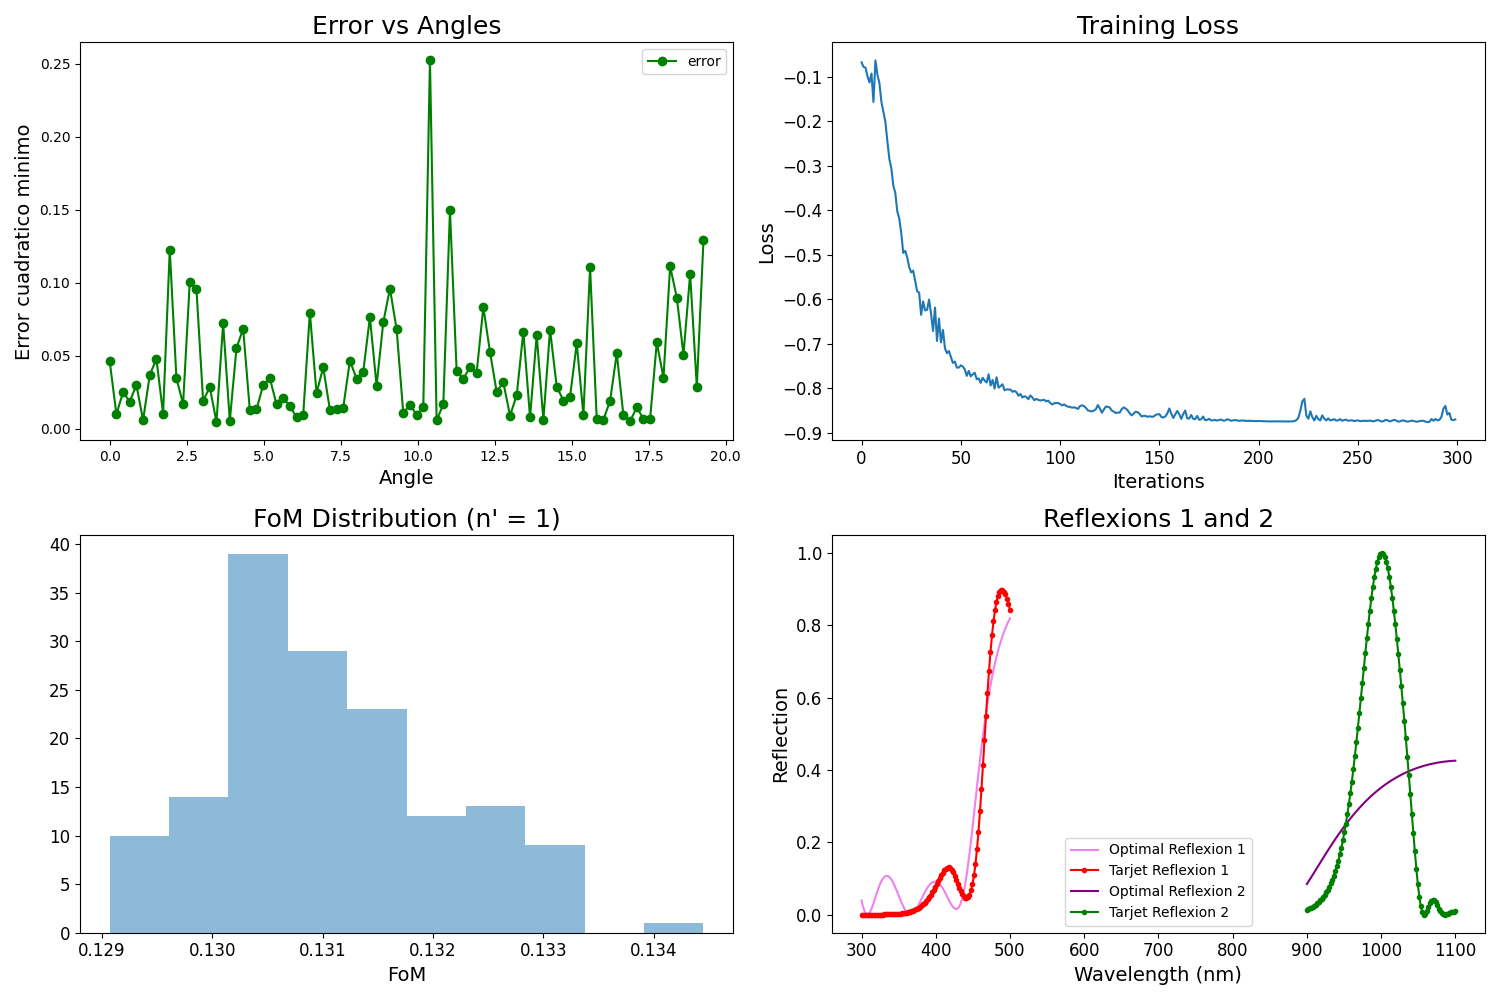 Error vs Angles
Error cuadratico minimo
0.25
0.20
0.15
0.10
0.05
0.00
error
0.0 2.5 5.0 7.5 10.0 12.5 15.0 17.5 20.0
Angle
Training Loss
Loss
−0.1
−0.2
−0.3
−0.4
−0.5
−0.6
−0.7
−0.8
−0.9
0 50 100 150 200 250 300
Iterations
FoM Distribution (n' = 1)
40
35
30
25
20
15
10
5
0
0.129 0.130 0.131 0.132 0.133 0.134
FoM
Reflexions 1 and 2
Reflection
1.0
0.8
0.6
0.4
0.2
0.0
Optimal Reflexion 1
Tarjet Reflexion 1
Optimal Reflexion 2
Tarjet Reflexion 2
300 400 500 600 700 800 900 1000 1100
Wavelength (nm)